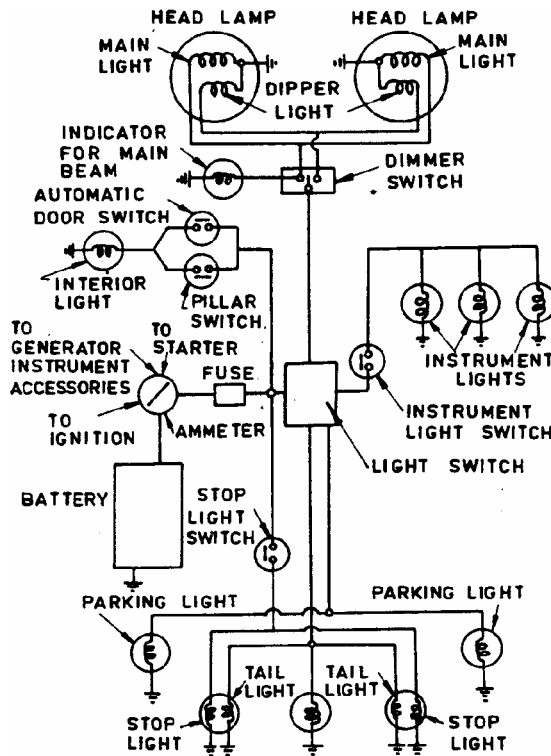 HEAD LAMP
HEAD LAMP
MAIN
LIGHT
MAIN
LIGHT
DIPPER
LIGHT
INDICATOR
FOR MAIN
BEAM
DIMMER
SWITCH
AUTOMATIC
DOOR SWITCH
INTERIOR
LIGHT
PILLAR
SWITCH
TO
GENERATOR
INSTRUMENT
ACCESSORIES
TO
STARTER
FUSE
INSTRUMENT
LIGHTS
INSTRUMENT
LIGHT SWITCH
TO
IGNITION
AMMETER
LIGHT SWITCH
BATTERY
STOP
LIGHT
SWITCH
PARKING LIGHT
PARKING LIGHT
TAIL
LIGHT
TAIL
LIGHT
STOP
LIGHT
STOP
LIGHT